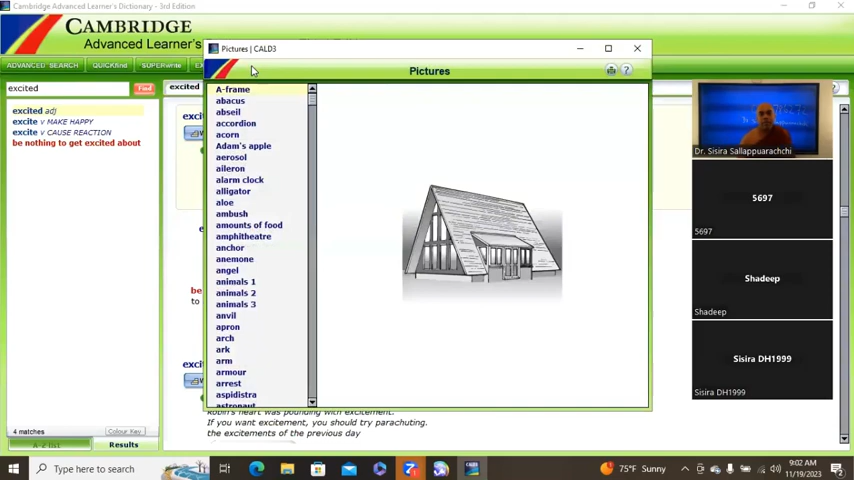 Cambridge Advanced Learner's Dictionary - 3rd Edition
CAMBRIDGE
Advanced Learner's
ADVANCED SEARCH QUICKfind SUPERwrite
excited Find
excited adj
excite v MAKE HAPPY
excite v CAUSE REACTION
be nothing to get excited about
4 matches Colour Key
A-Z list Results
excited
Pictures | CALD3
Pictures
A-frame
abacus
abseil
accordion
acorn
Adam's apple
aerosol
aileron
alarm clock
alligator
aloe
ambush
amounts of food
amphitheatre
anchor
anemone
angel
animals 1
animals 2
animals 3
anvil
apron
arch
ark
arm
armour
arrest
aspidistra
astronaut
be
to
Robin's heart was pounding with excitement.
If you want excitement, you should try parachuting.
the excitements of the previous day
Dr. Sisira Sallappuarachchi
5697
5697
Shadeep
Shadeep
Sisira DH1999
Sisira DH1999
Type here to search
75°F Sunny
9:02 AM
11/19/2023